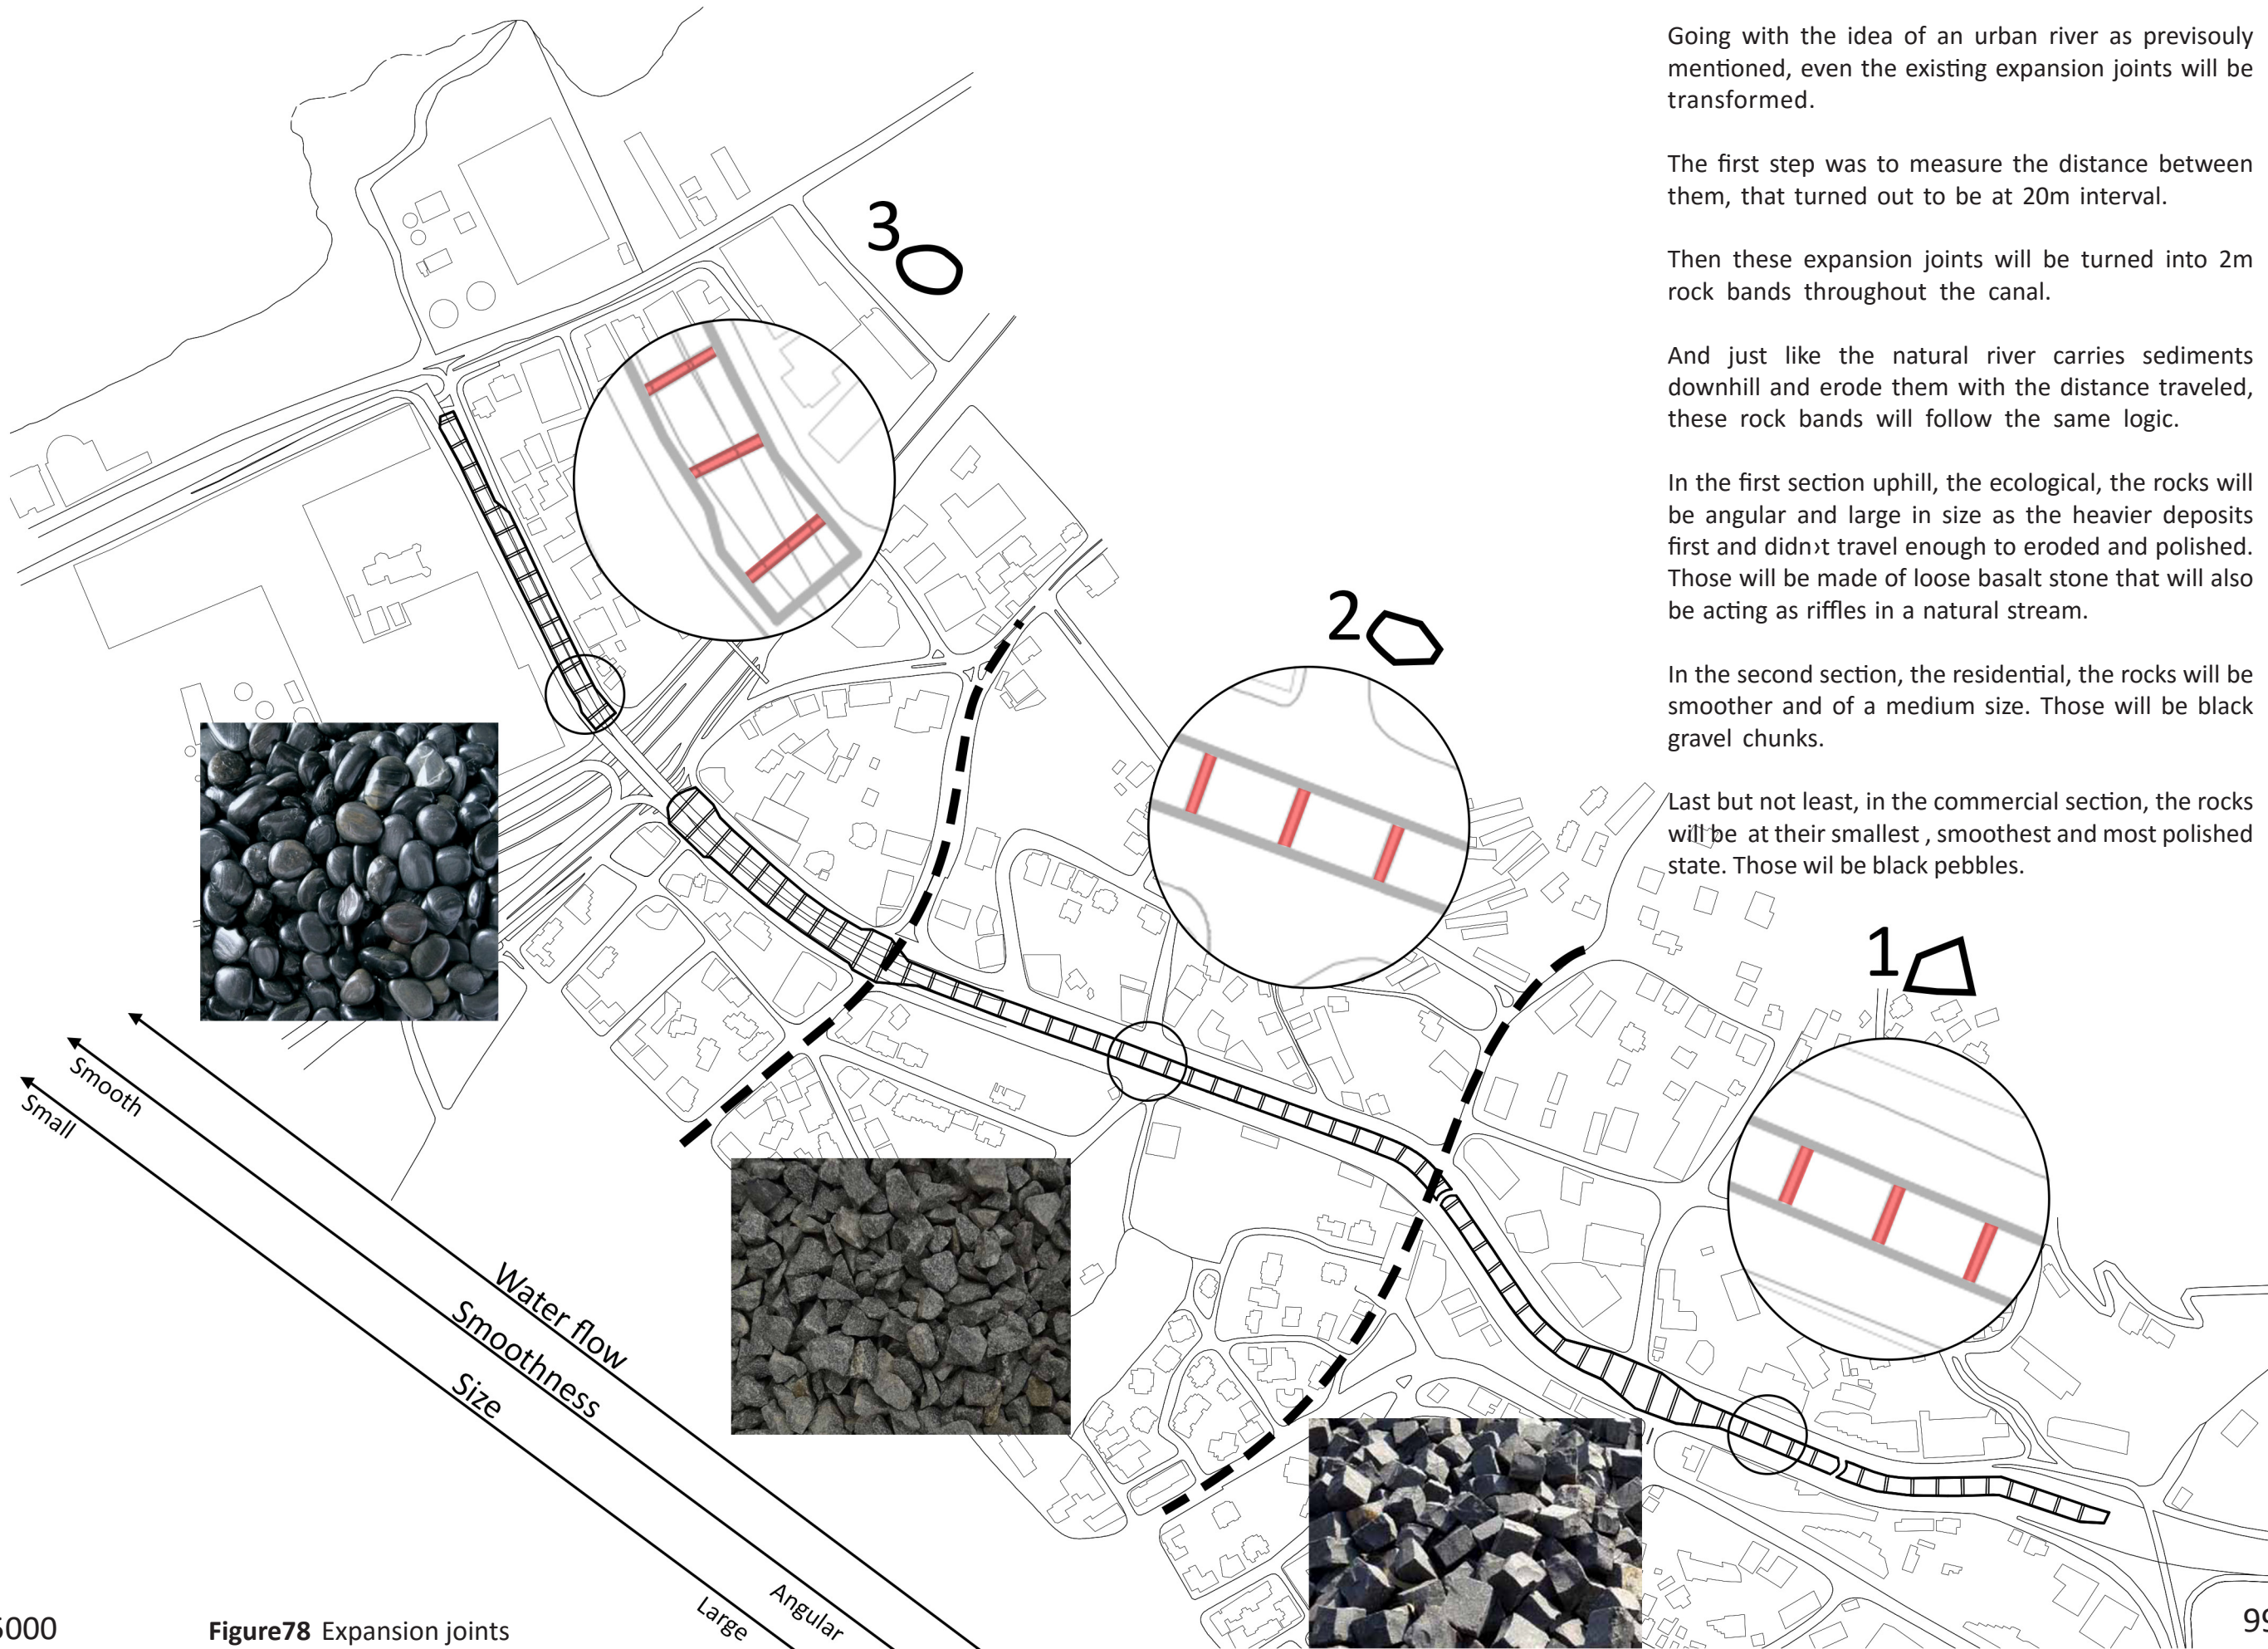 Going with the idea of an urban river as previsouly
mentioned, even the existing expansion joints will be
transformed.
The first step was to measure the distance between
them, that turned out to be at 20m interval.
Then these expansion joints will be turned into 2m
rock bands throughout the canal.
And just like the natural river carries sediments
downhill and erode them with the distance traveled,
these rock bands will follow the same logic.
In the first section uphill, the ecological, the rocks will
be angular and large in size as the heavier deposits
first and didn›t travel enough to eroded and polished.
Those will be made of loose basalt stone that will also
be acting as riffles in a natural stream.
In the second section, the residential, the rocks will be
smoother and of a medium size. Those will be black
gravel chunks.
Last but not least, in the commercial section, the rocks
will be at their smallest , smoothest and most polished
state. Those wil be black pebbles.
3
2
1
Smooth
Small
Water flow
Smoothness
Size
Angular
Large
5000
Figure78 Expansion joints
99